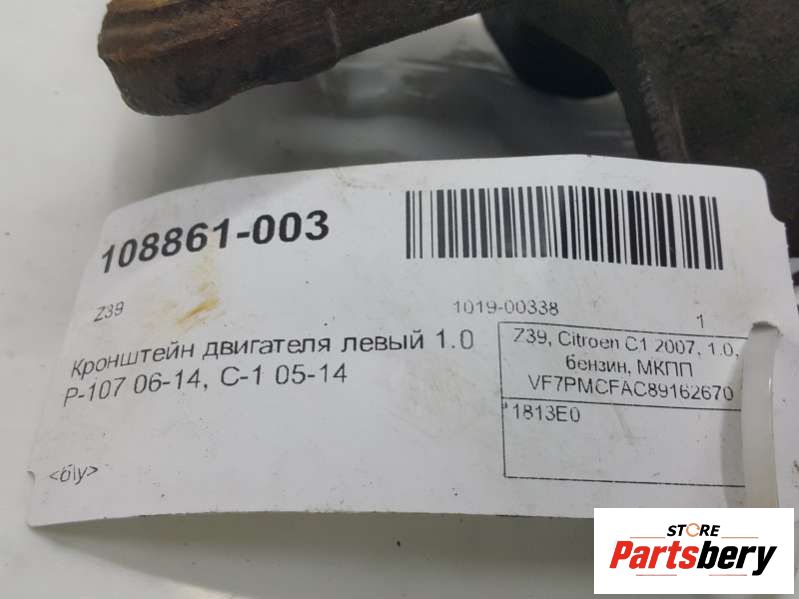 108861-003
Z39
1019-00338
1
Кронштейн двигателя левый 1.0
P-107 06-14, C-1 05-14
Z39, Citroen C1 2007, 1.0,
бензин, МКПП
VF7PMCFAC89162670
1813E0
<б/у>
STORE
Partsbery